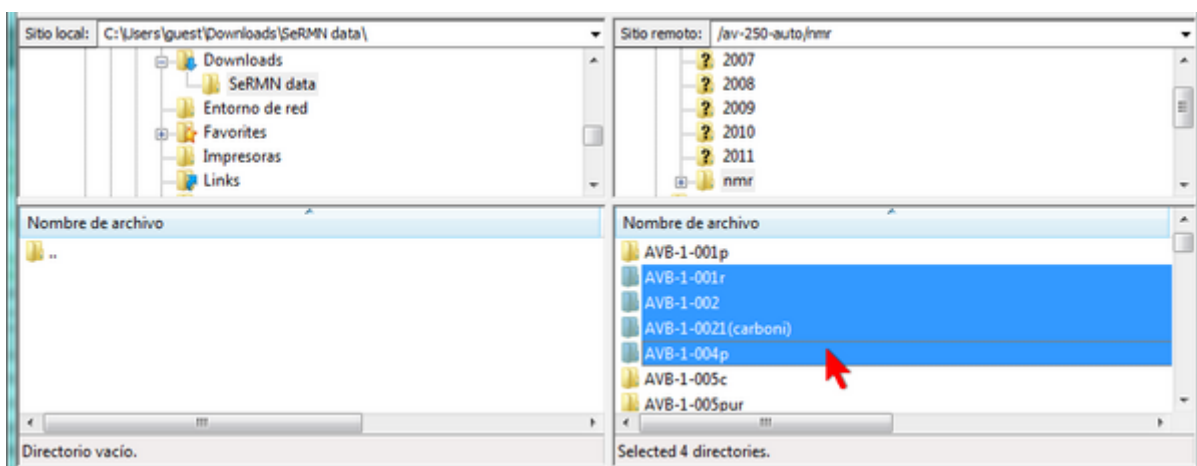 Sitio local: C:\Users\guest\Downloads\SeRMN data\
Downloads
SeRMN data
Entorno de red
Favorites
Impresoras
Links
Nombre de archivo
..
Directorio vacío.
Sitio remoto: /av-250-auto/nmr
2007
2008
2009
2010
2011
nmr
Nombre de archivo
AVB-1-001p
AVB-1-001r
AVB-1-002
AVB-1-0021(carboni)
AVB-1-004p
AVB-1-005c
AVB-1-005pur
Selected 4 directories.